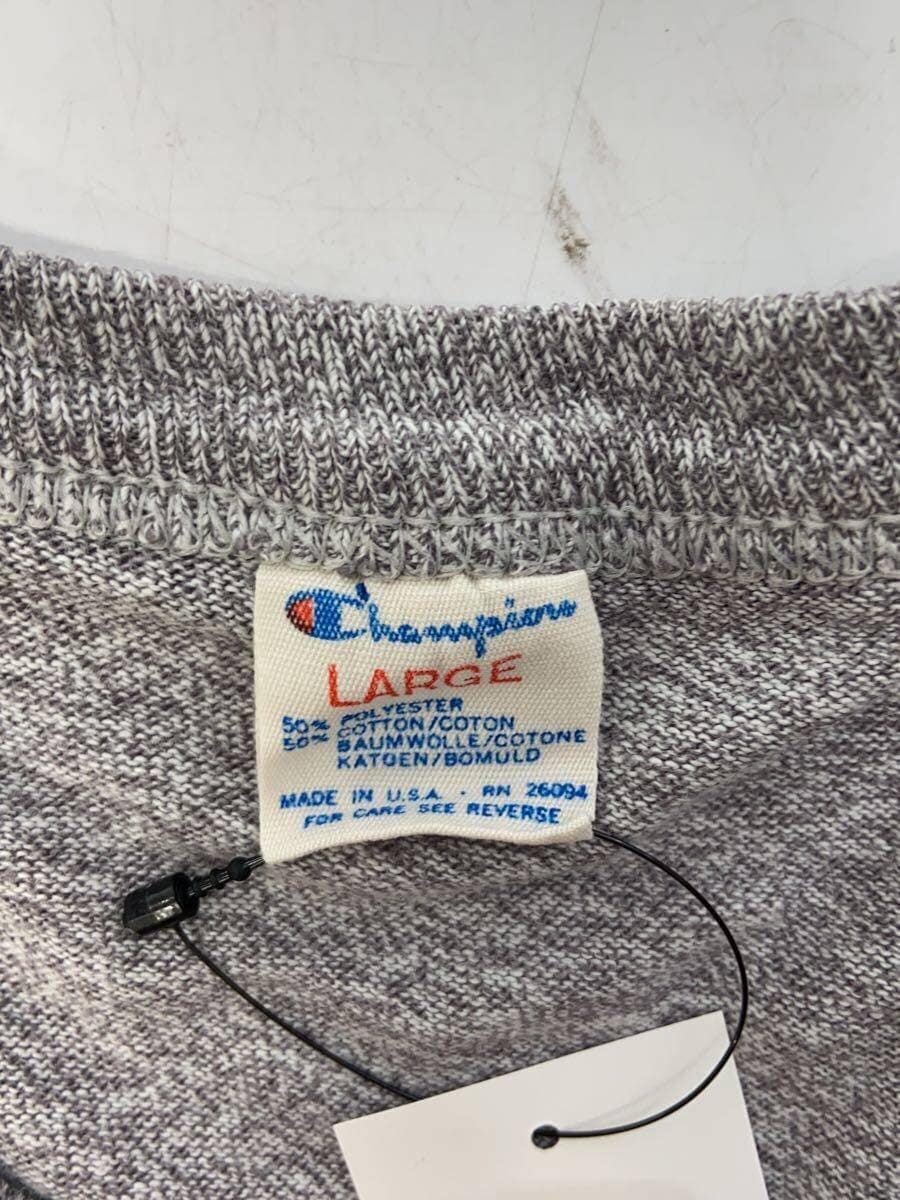 Champion
LARGE
50% POLYESTER
50% COTTON/COTON
BAUMWOLLE/COTONE
KATOEN/BOMULD
MADE IN U.S.A. · RN 26094
FOR CARE SEE REVERSE